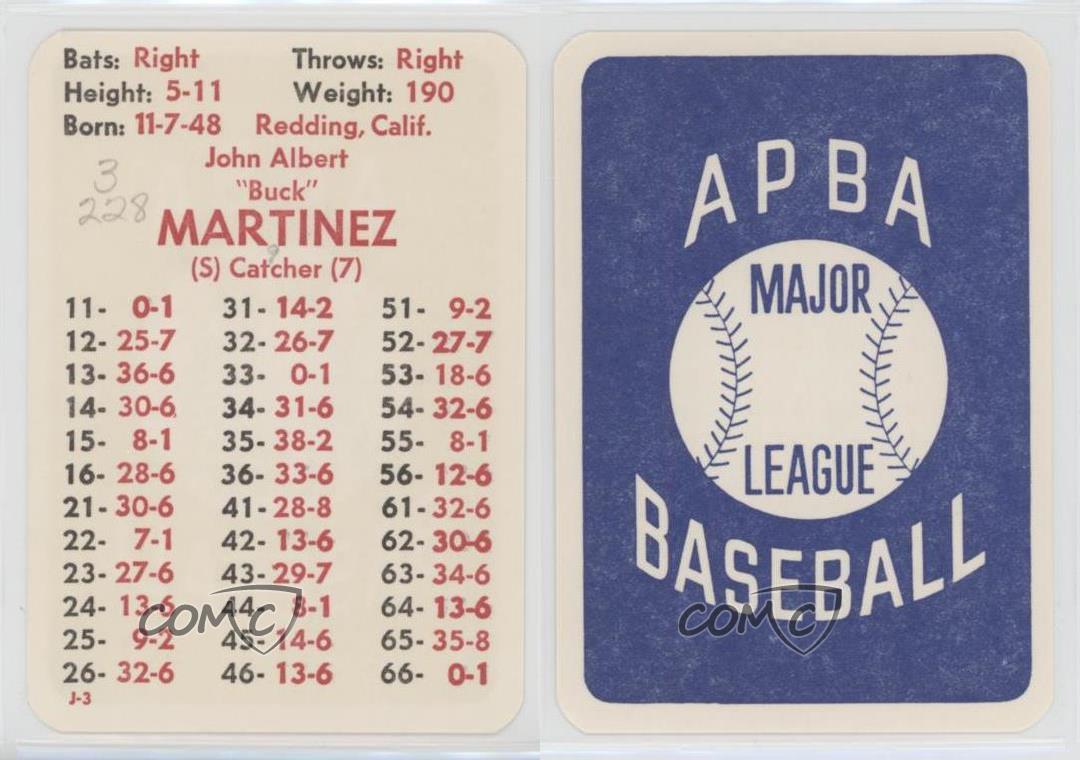 Bats: Right Throws: Right
Height: 5-11 Weight: 190
Born: 11-7-48 Redding, Calif.
John Albert
3
"Buck"
228
MARTINEZ
9
(S) Catcher (7)
11- 0-1 31- 14-2 51- 9-2
12- 25-7 32- 26-7 52- 27-7
13- 36-6 33- 0-1 53- 18-6
14- 30-6 34- 31-6 54- 32-6
15- 8-1 35- 38-2 55- 8-1
16- 28-6 36- 33-6 56- 12-6
21- 30-6 41- 28-8 61- 32-6
22- 7-1 42- 13-6 62- 30-6
23- 27-6 43- 29-7 63- 34-6
24- 13-6 44- 8-1 64- 13-6
25- 9-2 45- 14-6 65- 35-8
26- 32-6 46- 13-6 66- 0-1
J-3
COMC
APBA
MAJOR
LEAGUE
BASEBALL
COMC